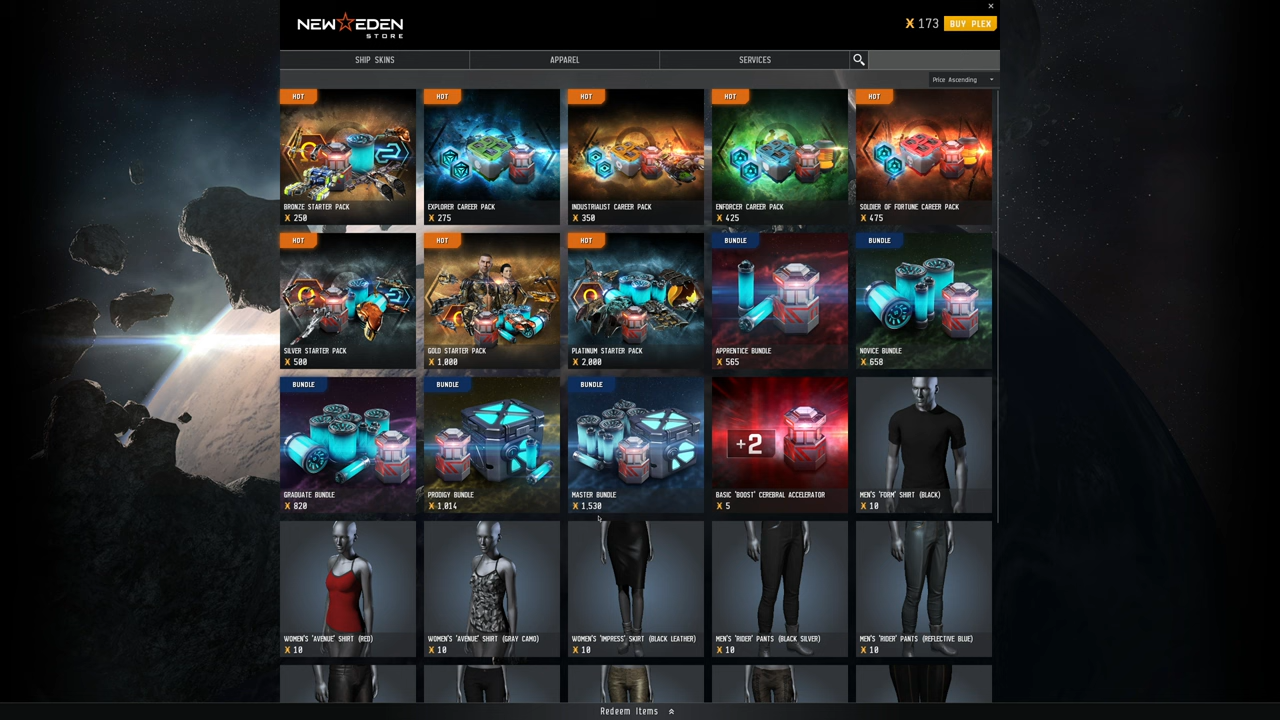 NEW EDEN
STORE
173
BUY PLEX
SHIP SKINS
APPAREL
SERVICES
Price Ascending
HOT
BRONZE STARTER PACK
250
HOT
EXPLORER CAREER PACK
275
HOT
INDUSTRIALIST CAREER PACK
350
HOT
ENFORCER CAREER PACK
425
HOT
SOLDIER OF FORTUNE CAREER PACK
475
HOT
SILVER STARTER PACK
500
HOT
GOLD STARTER PACK
1,000
HOT
PLATINUM STARTER PACK
2,000
BUNDLE
APPRENTICE BUNDLE
565
BUNDLE
NOVICE BUNDLE
658
BUNDLE
GRADUATE BUNDLE
820
BUNDLE
PRODIGY BUNDLE
1,014
BUNDLE
MASTER BUNDLE
1,530
+2
BASIC 'BOOST' CEREBRAL ACCELERATOR
5
MEN'S 'FORM' SHIRT (BLACK)
10
WOMEN'S 'AVENUE' SHIRT (RED)
10
WOMEN'S 'AVENUE' SHIRT (GRAY CAMO)
10
WOMEN'S 'IMPRESS' SKIRT (BLACK LEATHER)
10
MEN'S 'RIDER' PANTS (BLACK SILVER)
10
MEN'S 'RIDER' PANTS (REFLECTIVE BLUE)
10
Redeem Items